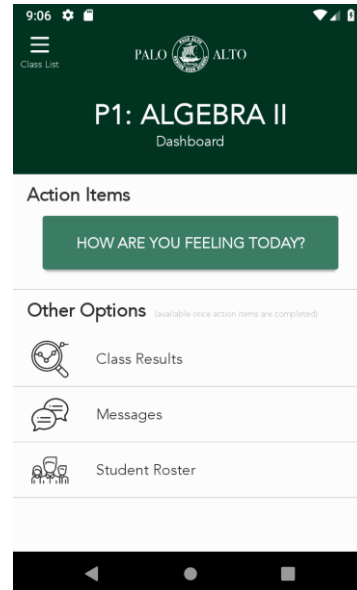 9:06
Class List
PALO ALTO
P1: ALGEBRA II
Dashboard
Action Items
HOW ARE YOU FEELING TODAY?
Other Options (available once action items are completed)
Class Results
Messages
Student Roster